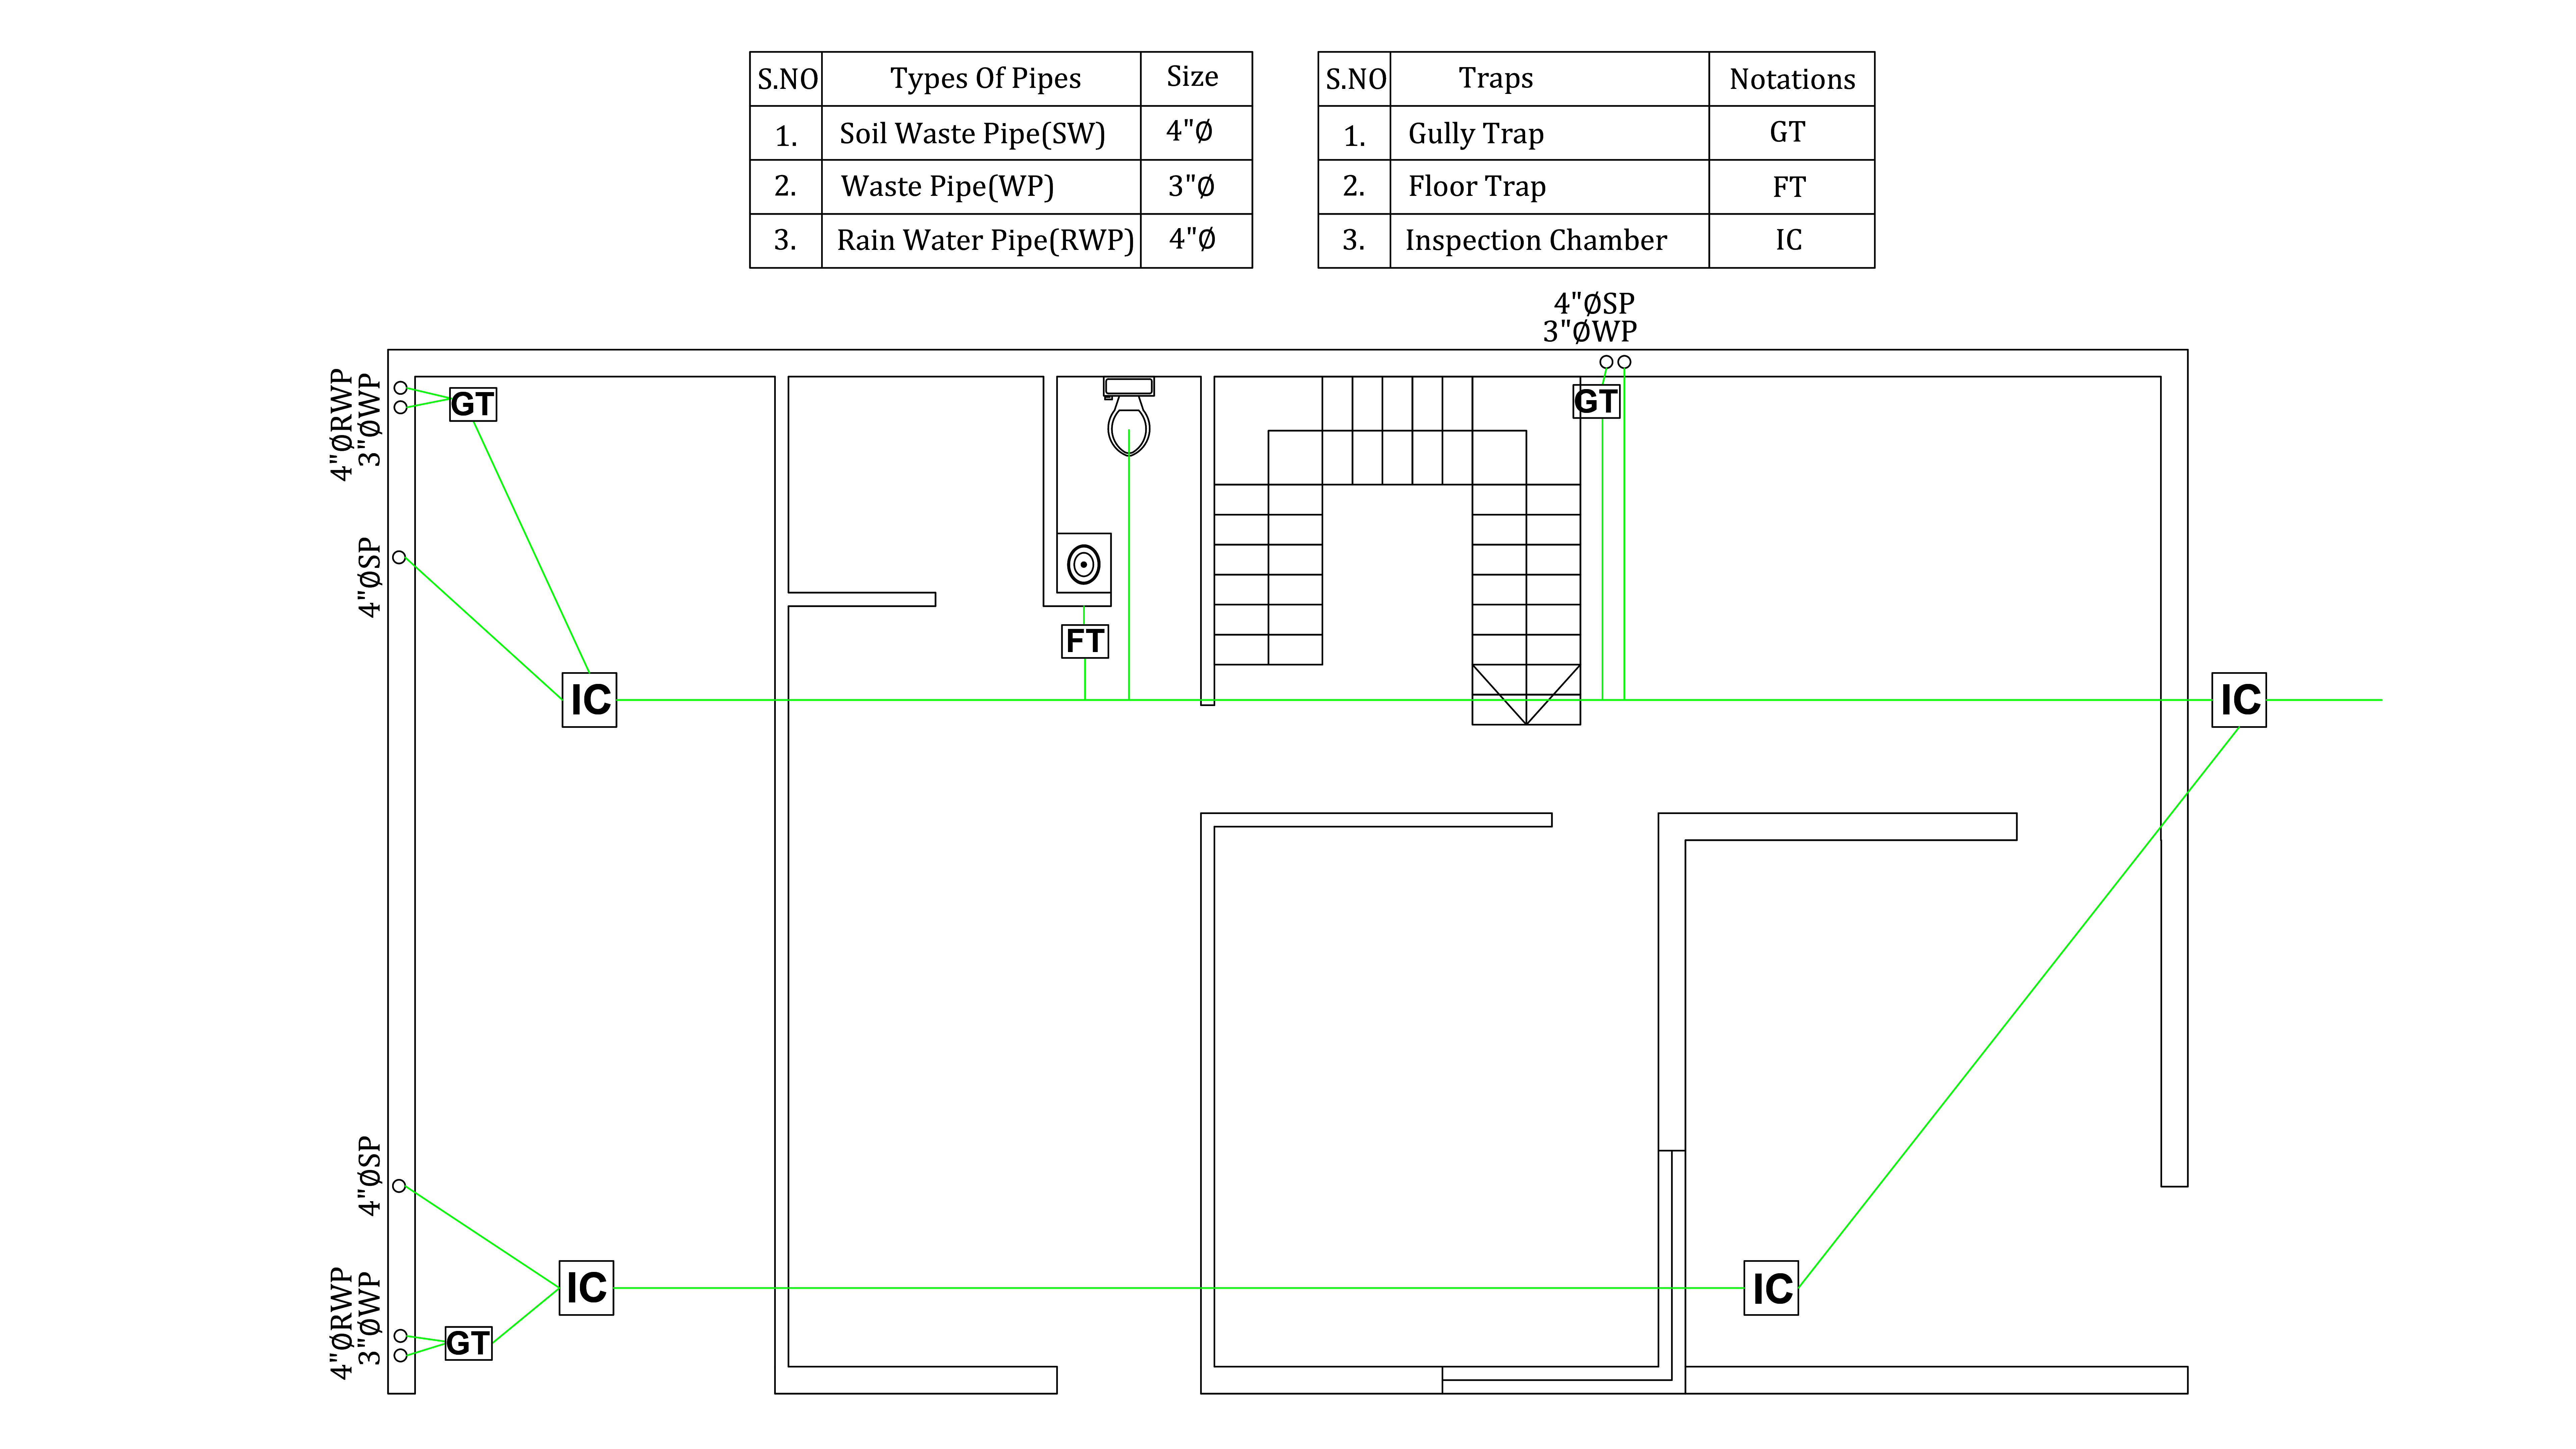 S.NO Types Of Pipes Size
1. Soil Waste Pipe(SW) 4"Ø
2. Waste Pipe(WP) 3"Ø
3. Rain Water Pipe(RWP) 4"Ø
S.NO Traps Notations
1. Gully Trap GT
2. Floor Trap FT
3. Inspection Chamber IC
4"ØSP
3"ØWP
4"ØRWP
3"ØWP
GT
GT
4"ØSP
FT
IC
IC
4"ØSP
IC
IC
4"ØRWP
3"ØWP
GT